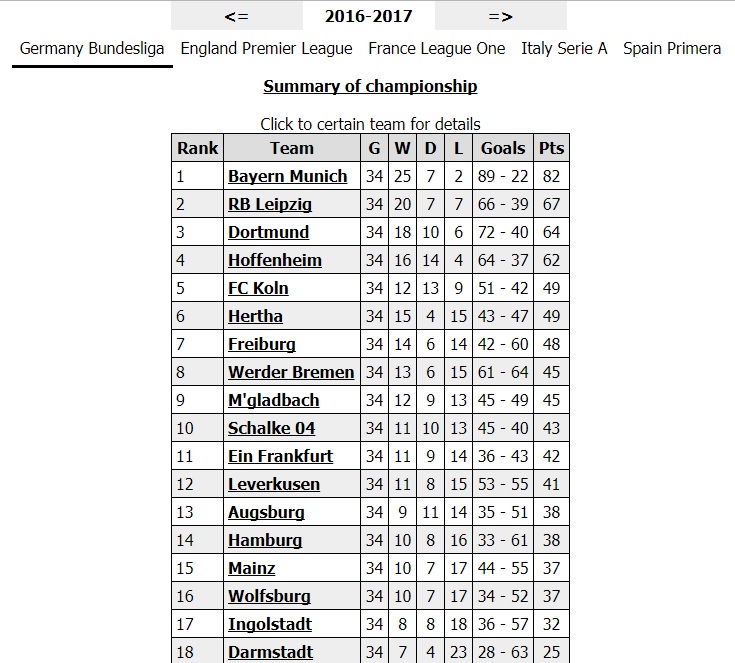 <= 2016-2017 =>
Germany Bundesliga England Premier League France League One Italy Serie A Spain Primera
Summary of championship
Click to certain team for details
Rank Team G W D L Goals Pts
1 Bayern Munich 34 25 7 2 89 - 22 82
2 RB Leipzig 34 20 7 7 66 - 39 67
3 Dortmund 34 18 10 6 72 - 40 64
4 Hoffenheim 34 16 14 4 64 - 37 62
5 FC Koln 34 12 13 9 51 - 42 49
6 Hertha 34 15 4 15 43 - 47 49
7 Freiburg 34 14 6 14 42 - 60 48
8 Werder Bremen 34 13 6 15 61 - 64 45
9 M'gladbach 34 12 9 13 45 - 49 45
10 Schalke 04 34 11 10 13 45 - 40 43
11 Ein Frankfurt 34 11 9 14 36 - 43 42
12 Leverkusen 34 11 8 15 53 - 55 41
13 Augsburg 34 9 11 14 35 - 51 38
14 Hamburg 34 10 8 16 33 - 61 38
15 Mainz 34 10 7 17 44 - 55 37
16 Wolfsburg 34 10 7 17 34 - 52 37
17 Ingolstadt 34 8 8 18 36 - 57 32
18 Darmstadt 34 7 4 23 28 - 63 25